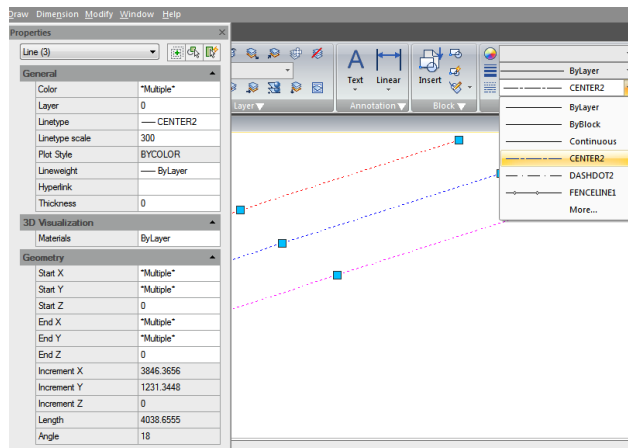 Draw Dimension Modify Window Help
Properties
Line (3)
General
Color *Multiple*
Layer 0
Linetype CENTER2
Linetype scale 300
Plot Style BYCOLOR
Lineweight ByLayer
Hyperlink
Thickness 0
3D Visualization
Materials ByLayer
Geometry
Start X *Multiple*
Start Y *Multiple*
Start Z 0
End X *Multiple*
End Y *Multiple*
End Z 0
Increment X 3846.3656
Increment Y 1231.3448
Increment Z 0
Length 4038.6555
Angle 18
Layer
Text Linear
Annotation
Insert
Block
ByLayer
CENTER2
ByLayer
ByBlock
Continuous
CENTER2
DASHDOT2
FENCELINE1
More...